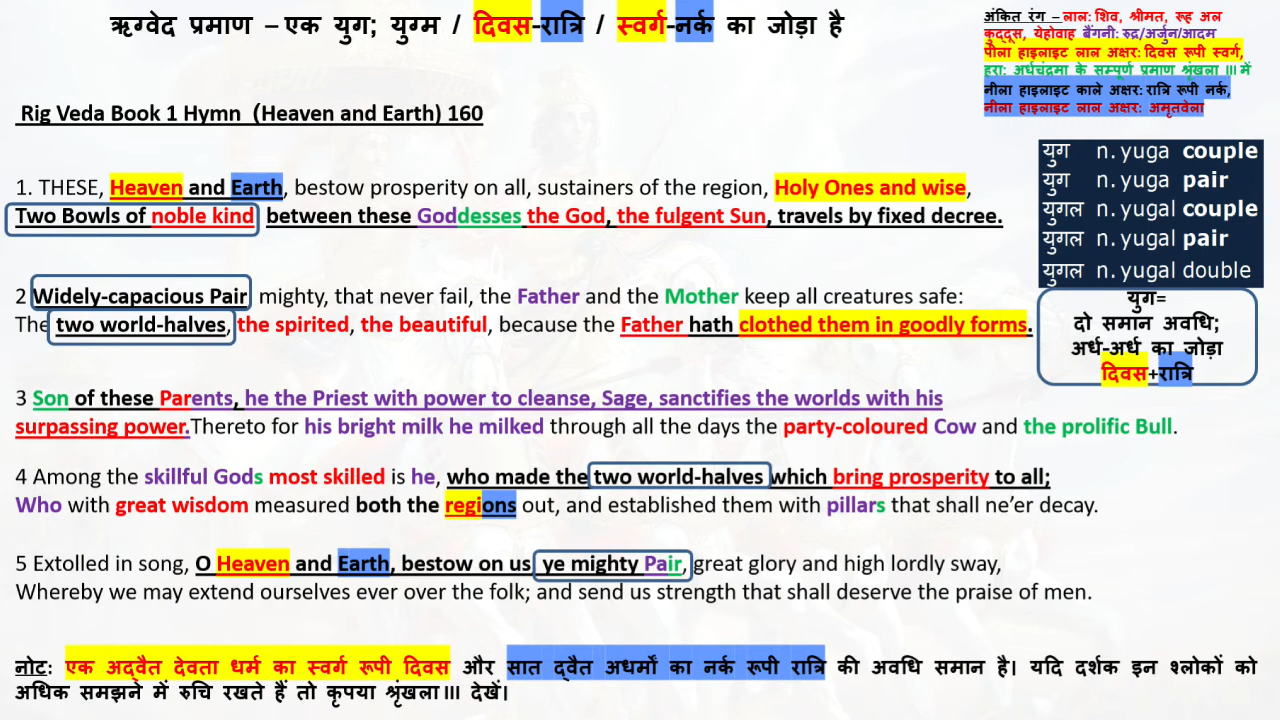 ऋग्वेद प्रमाण – एक युग; युग्म / दिवस-रात्रि / स्वर्ग-नर्क का जोड़ा है
अंकित रंग – लाल: शिव, श्रीमत, रूह अल
कुद्दूस, येहोवाह बैंगनी: रुद्र/अर्जुन/आदम
पीला हाइलाइट लाल अक्षर: दिवस रूपी स्वर्ग,
हरा: अर्धचंद्रमा के सम्पूर्ण प्रमाण श्रृंखला III में
नीला हाइलाइट काले अक्षर: रात्रि रूपी नर्क,
नीला हाइलाइट लाल अक्षर: अमृतवेला
Rig Veda Book 1 Hymn (Heaven and Earth) 160
1. THESE, Heaven and Earth, bestow prosperity on all, sustainers of the region, Holy Ones and wise,
Two Bowls of noble kind between these Goddesses the God, the fulgent Sun, travels by fixed decree.
युग n. yuga couple
युग n. yuga pair
युगल n. yugal couple
युगल n. yugal pair
युगल n. yugal double
युग=
दो समान अवधि;
अर्ध-अर्ध का जोड़ा
दिवस+रात्रि
2 Widely-capacious Pair mighty, that never fail, the Father and the Mother keep all creatures safe:
The two world-halves, the spirited, the beautiful, because the Father hath clothed them in goodly forms.
3 Son of these Parents, he the Priest with power to cleanse, Sage, sanctifies the worlds with his
surpassing power.Thereto for his bright milk he milked through all the days the party-coloured Cow and the prolific Bull.
4 Among the skillful Gods most skilled is he, who made the two world-halves which bring prosperity to all;
Who with great wisdom measured both the regions out, and established them with pillars that shall ne’er decay.
5 Extolled in song, O Heaven and Earth, bestow on us ye mighty Pair, great glory and high lordly sway,
Whereby we may extend ourselves ever over the folk; and send us strength that shall deserve the praise of men.
नोट: एक अद्वैत देवता धर्म का स्वर्ग रूपी दिवस और सात द्वैत अधर्मों का नर्क रूपी रात्रि की अवधि समान है। यदि दर्शक इन श्लोकों को
अधिक समझने में रुचि रखते हैं तो कृपया श्रृंखला III देखें।